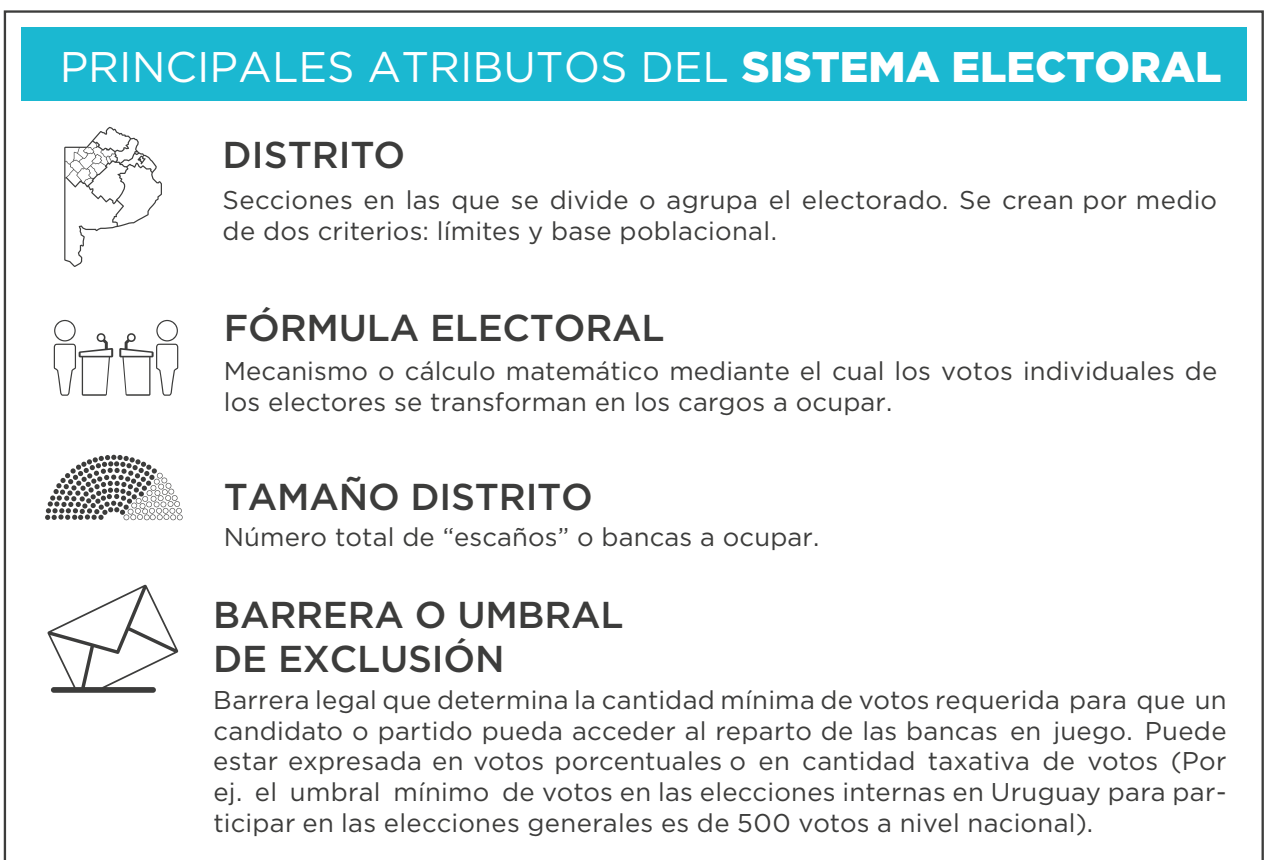 PRINCIPALES ATRIBUTOS DEL SISTEMA ELECTORAL
DISTRITO
Secciones en las que se divide o agrupa el electorado. Se crean por medio
de dos criterios: límites y base poblacional.
FÓRMULA ELECTORAL
Mecanismo o cálculo matemático mediante el cual los votos individuales de
los electores se transforman en los cargos a ocupar.
TAMAÑO DISTRITO
Número total de “escaños” o bancas a ocupar.
BARRERA O UMBRAL
DE EXCLUSIÓN
Barrera legal que determina la cantidad mínima de votos requerida para que un
candidato o partido pueda acceder al reparto de las bancas en juego. Puede
estar expresada en votos porcentuales o en cantidad taxativa de votos (Por
ej. el umbral mínimo de votos en las elecciones internas en Uruguay para par-
ticipar en las elecciones generales es de 500 votos a nivel nacional).